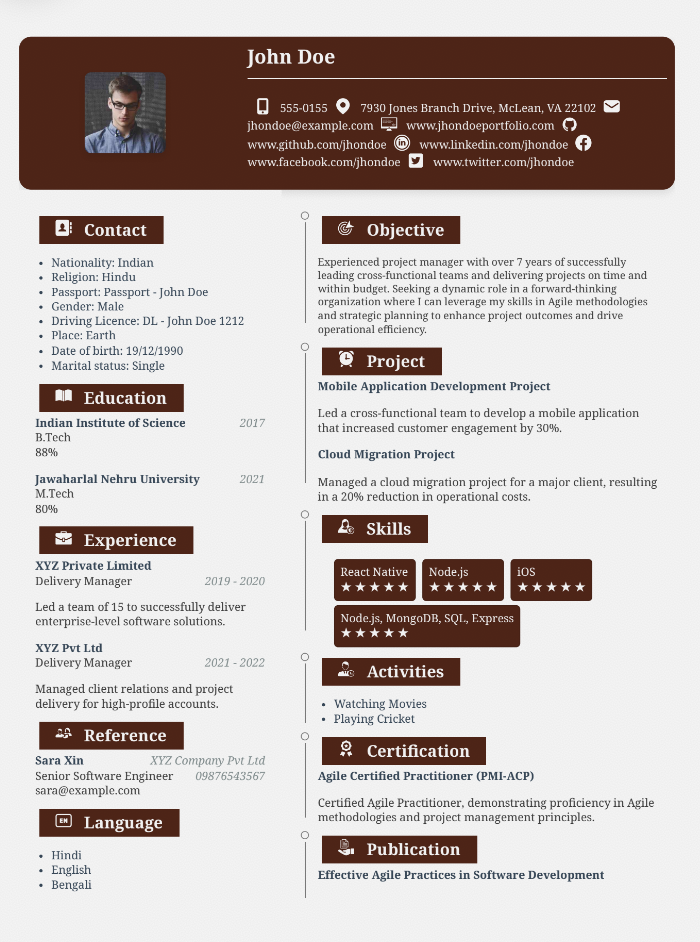 John Doe
555-0155 7930 Jones Branch Drive, McLean, VA 22102
jhondoe@example.com www.jhondoeportfolio.com
www.github.com/jhondoe www.linkedin.com/jhondoe
www.facebook.com/jhondoe www.twitter.com/jhondoe
Contact
• Nationality: Indian
• Religion: Hindu
• Passport: Passport - John Doe
• Gender: Male
• Driving Licence: DL - John Doe 1212
• Place: Earth
• Date of birth: 19/12/1990
• Marital status: Single
Education
Indian Institute of Science 2017
B.Tech
88%
Jawaharlal Nehru University 2021
M.Tech
80%
Experience
XYZ Private Limited
Delivery Manager 2019 - 2020
Led a team of 15 to successfully deliver
enterprise-level software solutions.
XYZ Pvt Ltd
Delivery Manager 2021 - 2022
Managed client relations and project
delivery for high-profile accounts.
Reference
Sara Xin XYZ Company Pvt Ltd
Senior Software Engineer 09876543567
sara@example.com
EN Language
• Hindi
• English
• Bengali
Objective
Experienced project manager with over 7 years of successfully
leading cross-functional teams and delivering projects on time and
within budget. Seeking a dynamic role in a forward-thinking
organization where I can leverage my skills in Agile methodologies
and strategic planning to enhance project outcomes and drive
operational efficiency.
Project
Mobile Application Development Project
Led a cross-functional team to develop a mobile application
that increased customer engagement by 30%.
Cloud Migration Project
Managed a cloud migration project for a major client, resulting
in a 20% reduction in operational costs.
Skills
React Native Node.js iOS
★★★★★ ★★★★★ ★★★★★
Node.js, MongoDB, SQL, Express
★★★★★
Activities
• Watching Movies
• Playing Cricket
Certification
Agile Certified Practitioner (PMI-ACP)
Certified Agile Practitioner, demonstrating proficiency in Agile
methodologies and project management principles.
Publication
Effective Agile Practices in Software Development